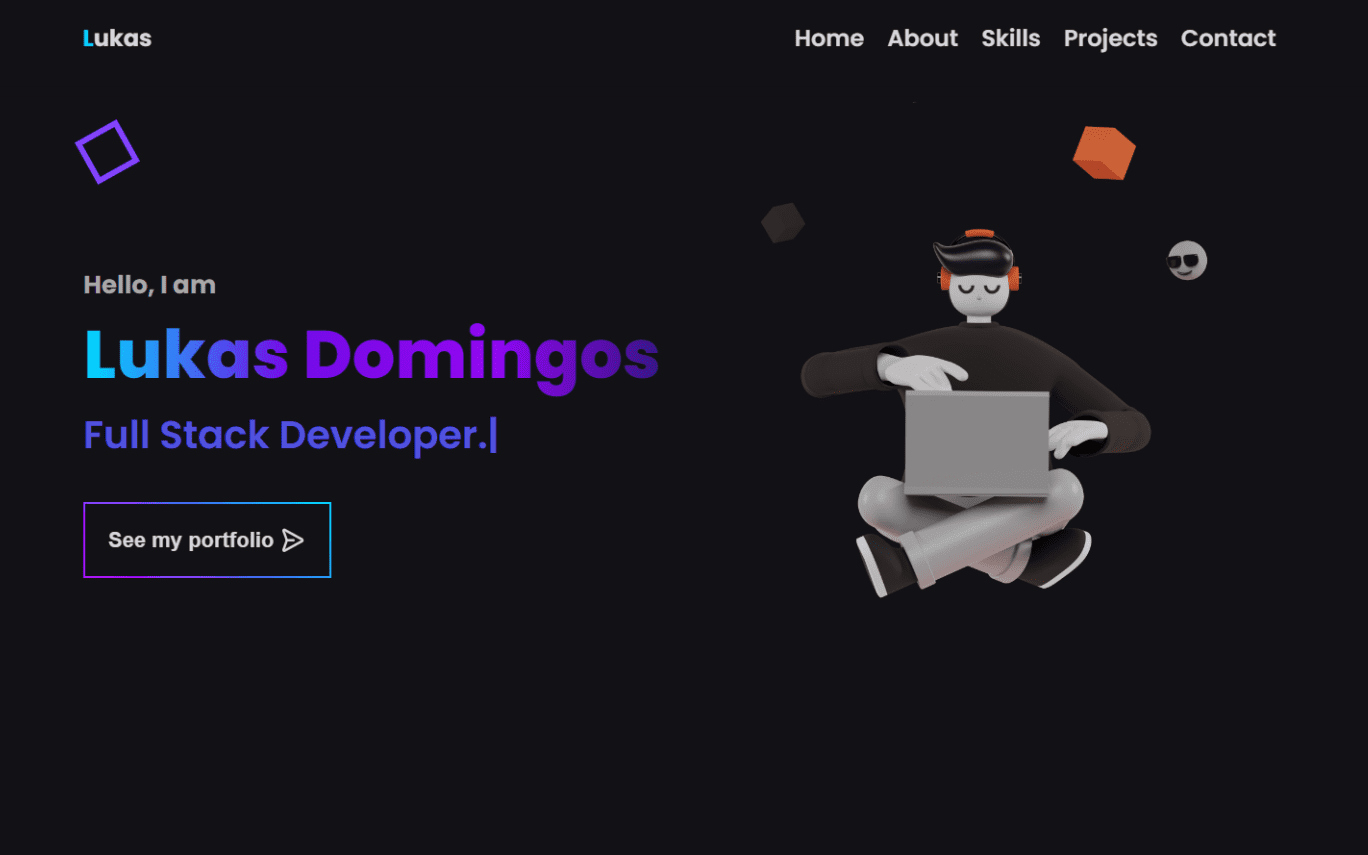 Lukas
Home About Skills Projects Contact
Hello, I am
Lukas Domingos
Full Stack Developer.|
See my portfolio